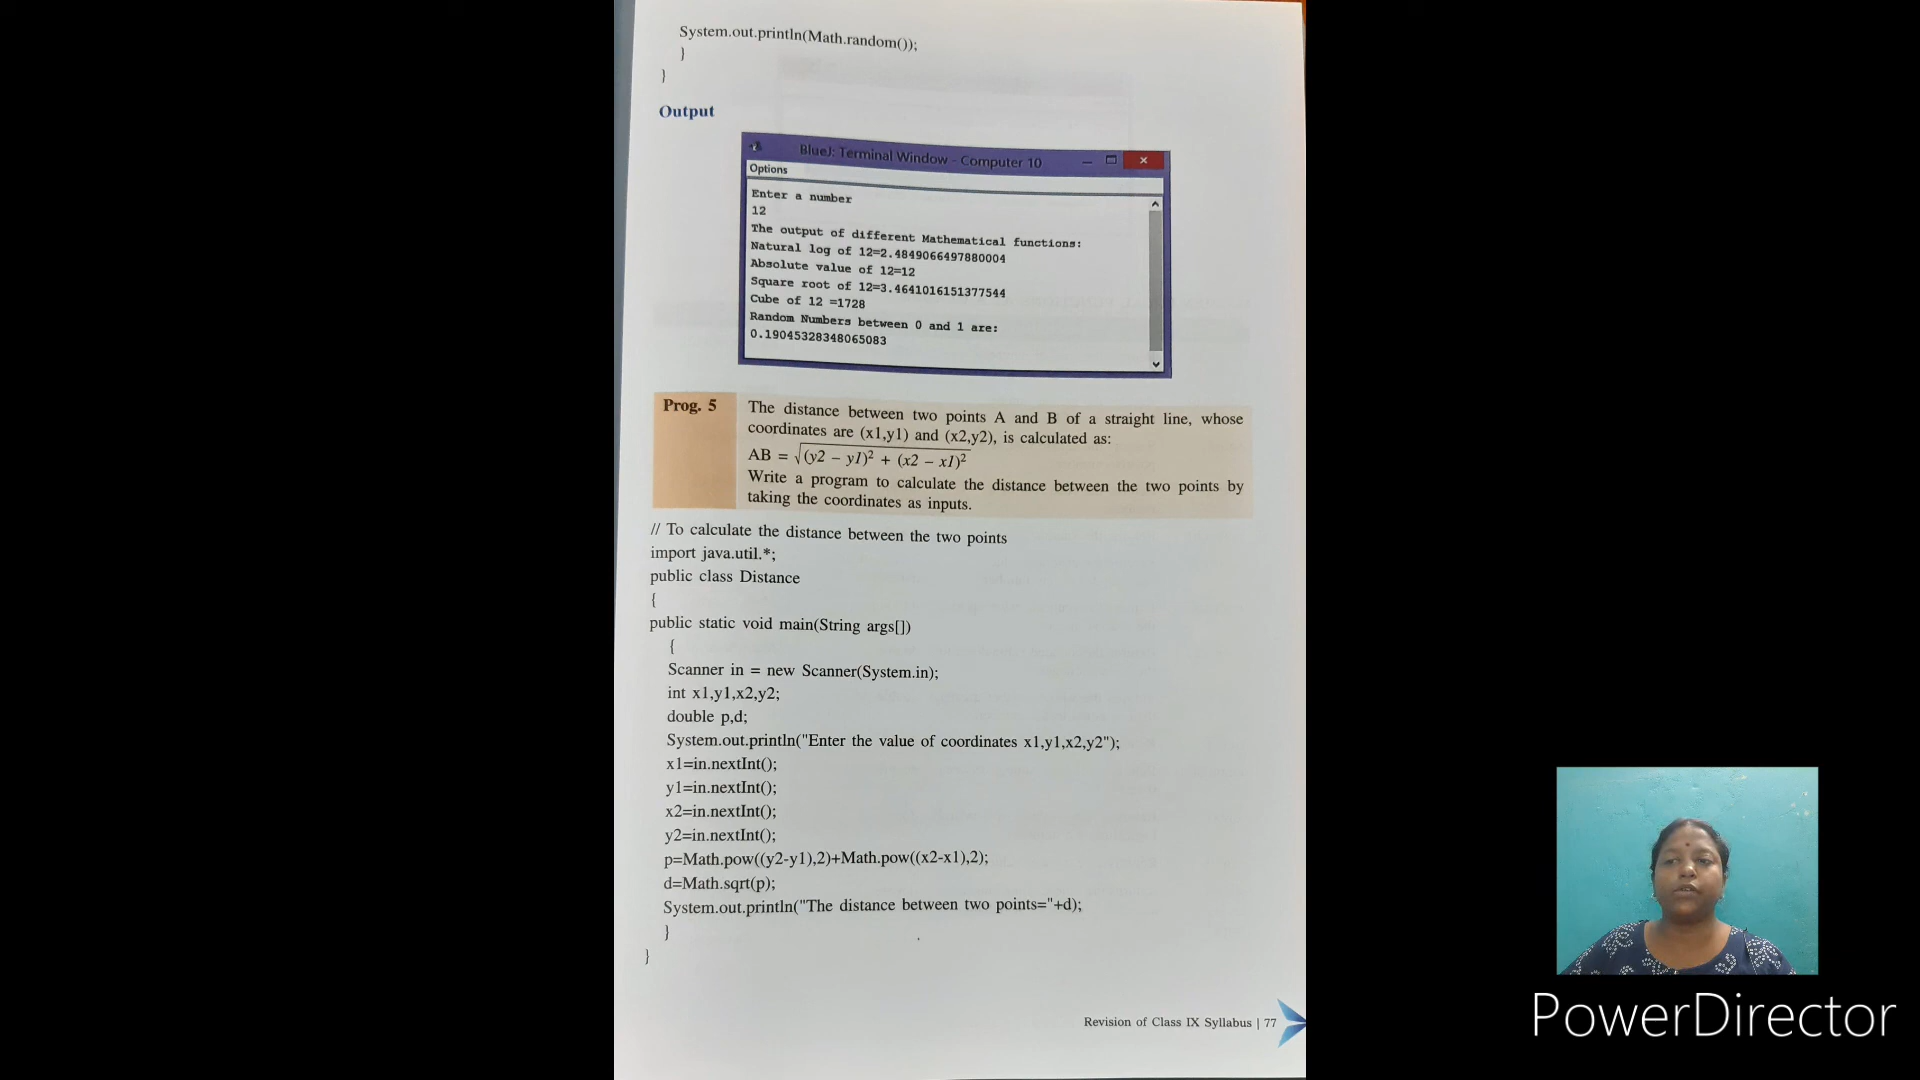 System.out.println(Math.random());
}
}
Output
BlueJ: Terminal Window - Computer 10
Options
Enter a number
12
The output of different Mathematical functions:
Natural log of 12=2.4849066497880004
Absolute value of 12=12
Square root of 12=3.4641016151377544
Cube of 12 =1728
Random Numbers between 0 and 1 are:
0.19045328348065083
Prog. 5
The distance between two points A and B of a straight line, whose
coordinates are (x1,y1) and (x2,y2), is calculated as:
AB = √(y2 – y1)² + (x2 – x1)²
Write a program to calculate the distance between the two points by
taking the coordinates as inputs.
// To calculate the distance between the two points
import java.util.*;
public class Distance
{
public static void main(String args[])
{
Scanner in = new Scanner(System.in);
int x1,y1,x2,y2;
double p,d;
System.out.println("Enter the value of coordinates x1,y1,x2,y2");
x1=in.nextInt();
y1=in.nextInt();
x2=in.nextInt();
y2=in.nextInt();
p=Math.pow((y2-y1),2)+Math.pow((x2-x1),2);
d=Math.sqrt(p);
System.out.println("The distance between two points="+d);
}
}
Revision of Class IX Syllabus | 77
PowerDirector